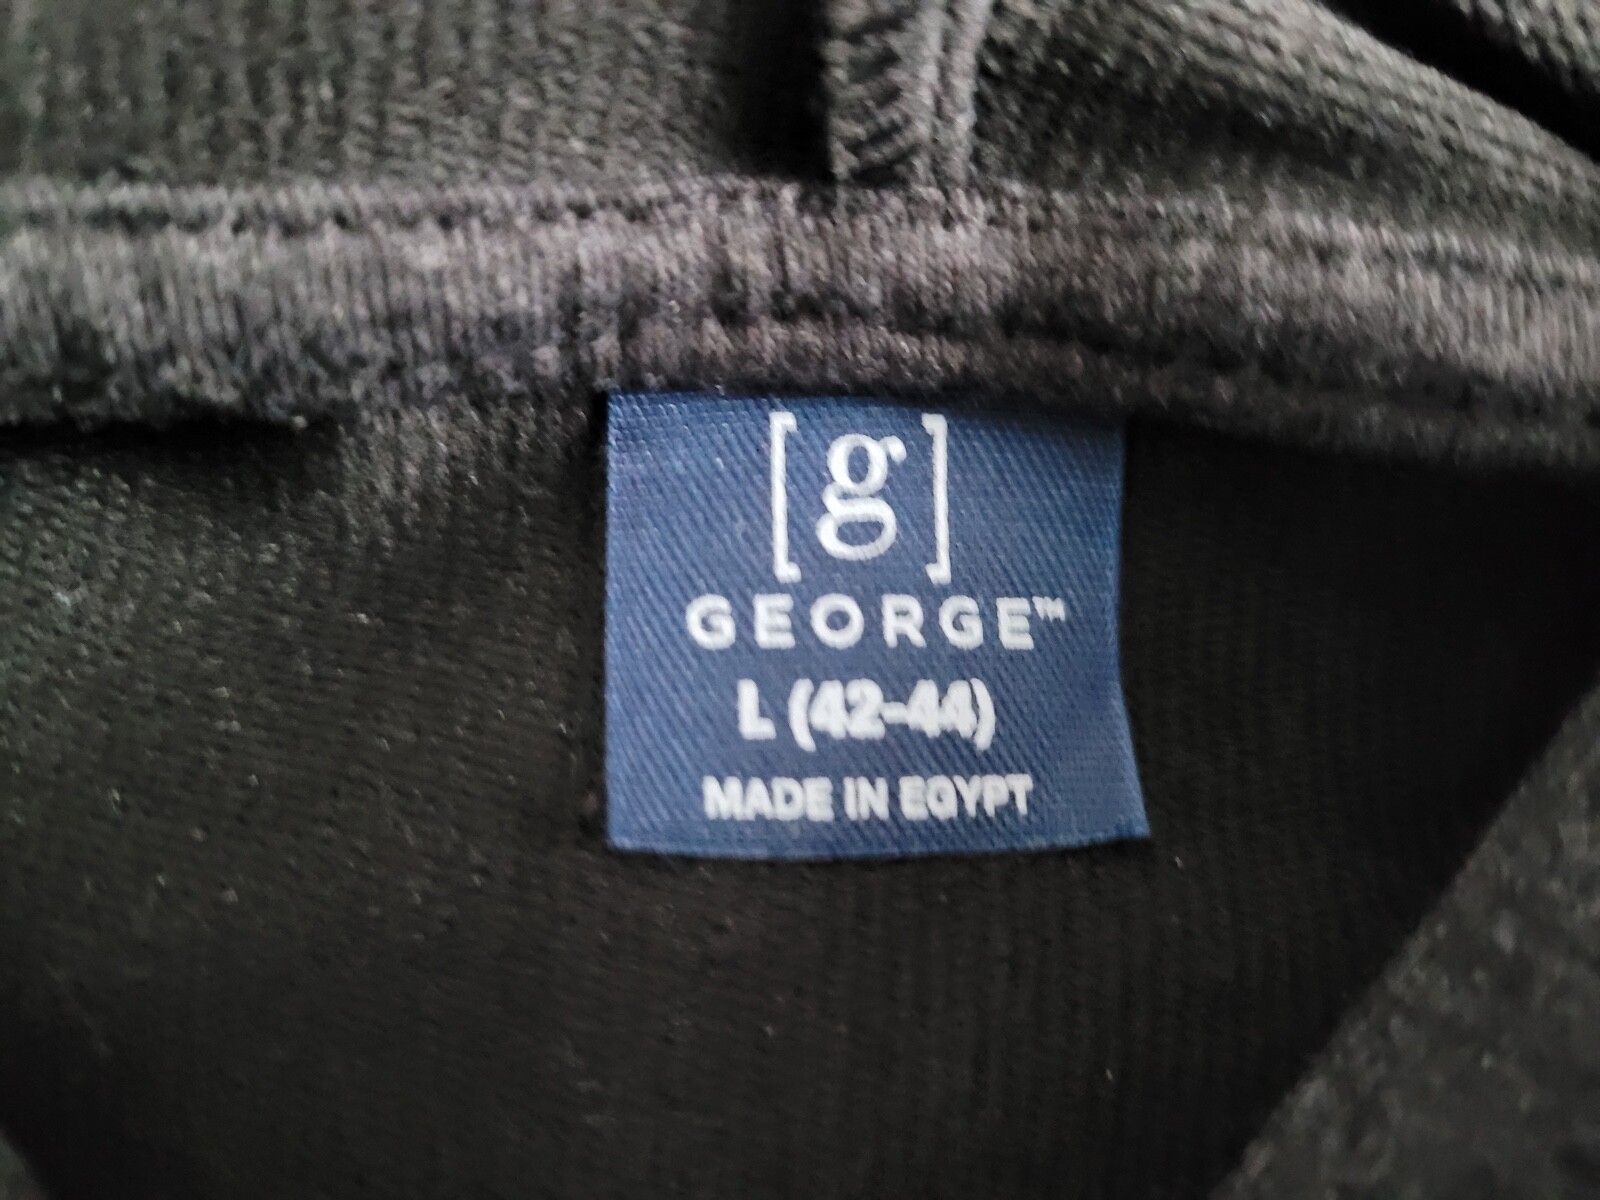 [g]
GEORGE™
L (42-44)
MADE IN EGYPT